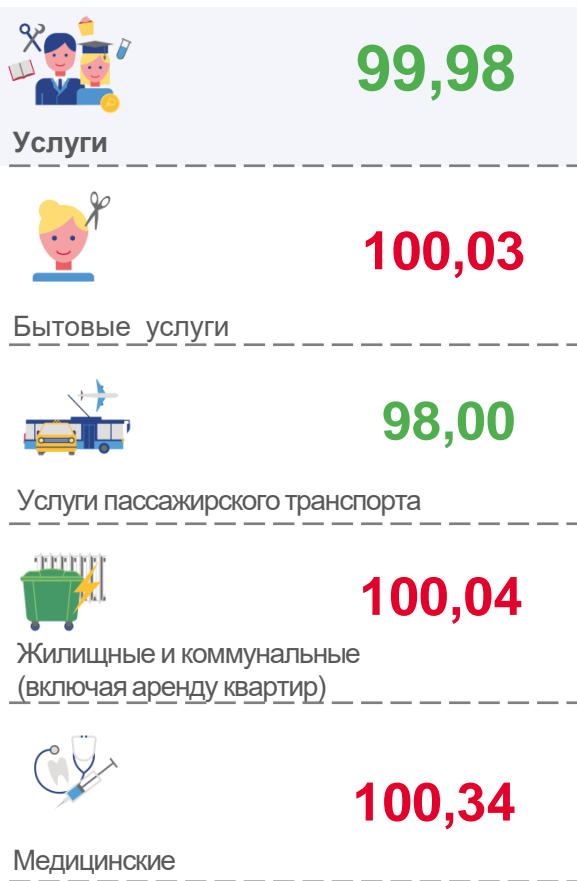 99,98
Услуги
100,03
Бытовые услуги
98,00
Услуги пассажирского транспорта
100,04
Жилищные и коммунальные
(включая аренду квартир)
100,34
Медицинские